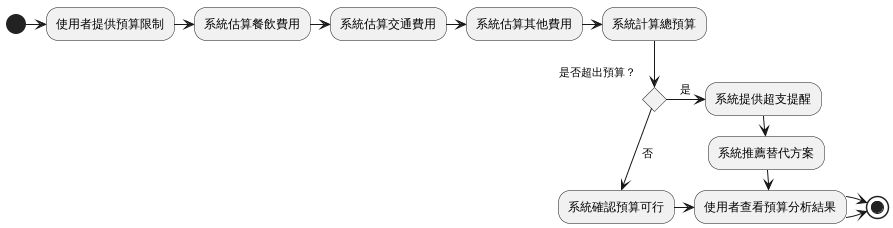 使用者提供預算限制
系統估算餐飲費用
系統估算交通費用
系統估算其他費用
系統計算總預算
是否超出預算？
是
系統提供超支提醒
否
系統推薦替代方案
系統確認預算可行
使用者查看預算分析結果